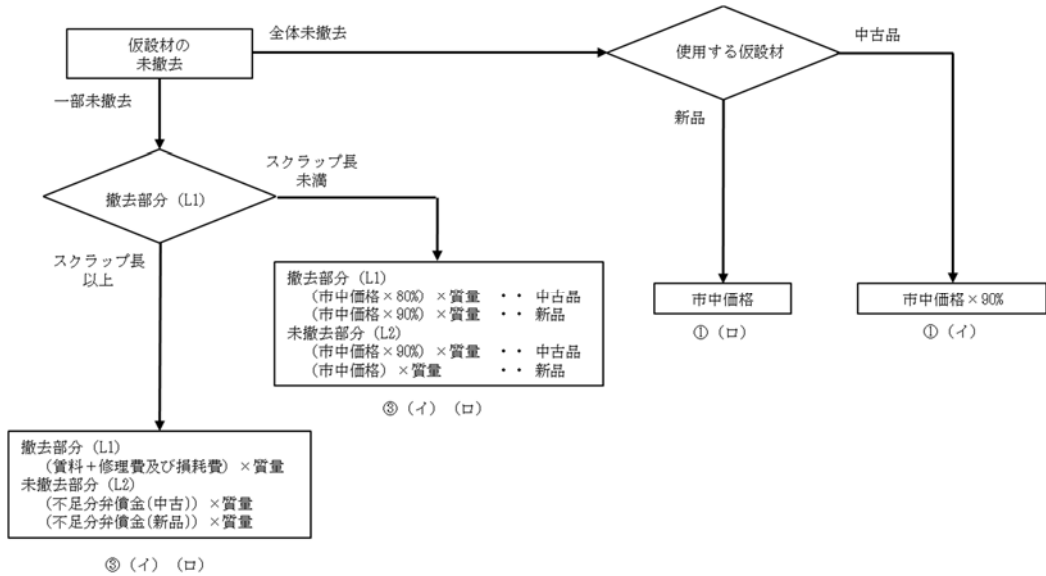 仮設材の
未撤去
全体未撤去
使用する仮設材
中古品
一部未撤去
新品
撤去部分 (L1)
スクラップ長
未満
スクラップ長
以上
撤去部分 (L1)
(市中価格×80%) ×質量 ・・ 中古品
(市中価格×90%) ×質量 ・・ 新品
未撤去部分 (L2)
(市中価格×90%) ×質量 ・・ 中古品
(市中価格) ×質量 ・・ 新品
③ (イ) (ロ)
市中価格
① (ロ)
市中価格×90%
① (イ)
撤去部分 (L1)
(賃料+修理費及び損耗費) ×質量
未撤去部分 (L2)
(不足分弁償金(中古)) ×質量
(不足分弁償金(新品)) ×質量
③ (イ) (ロ)